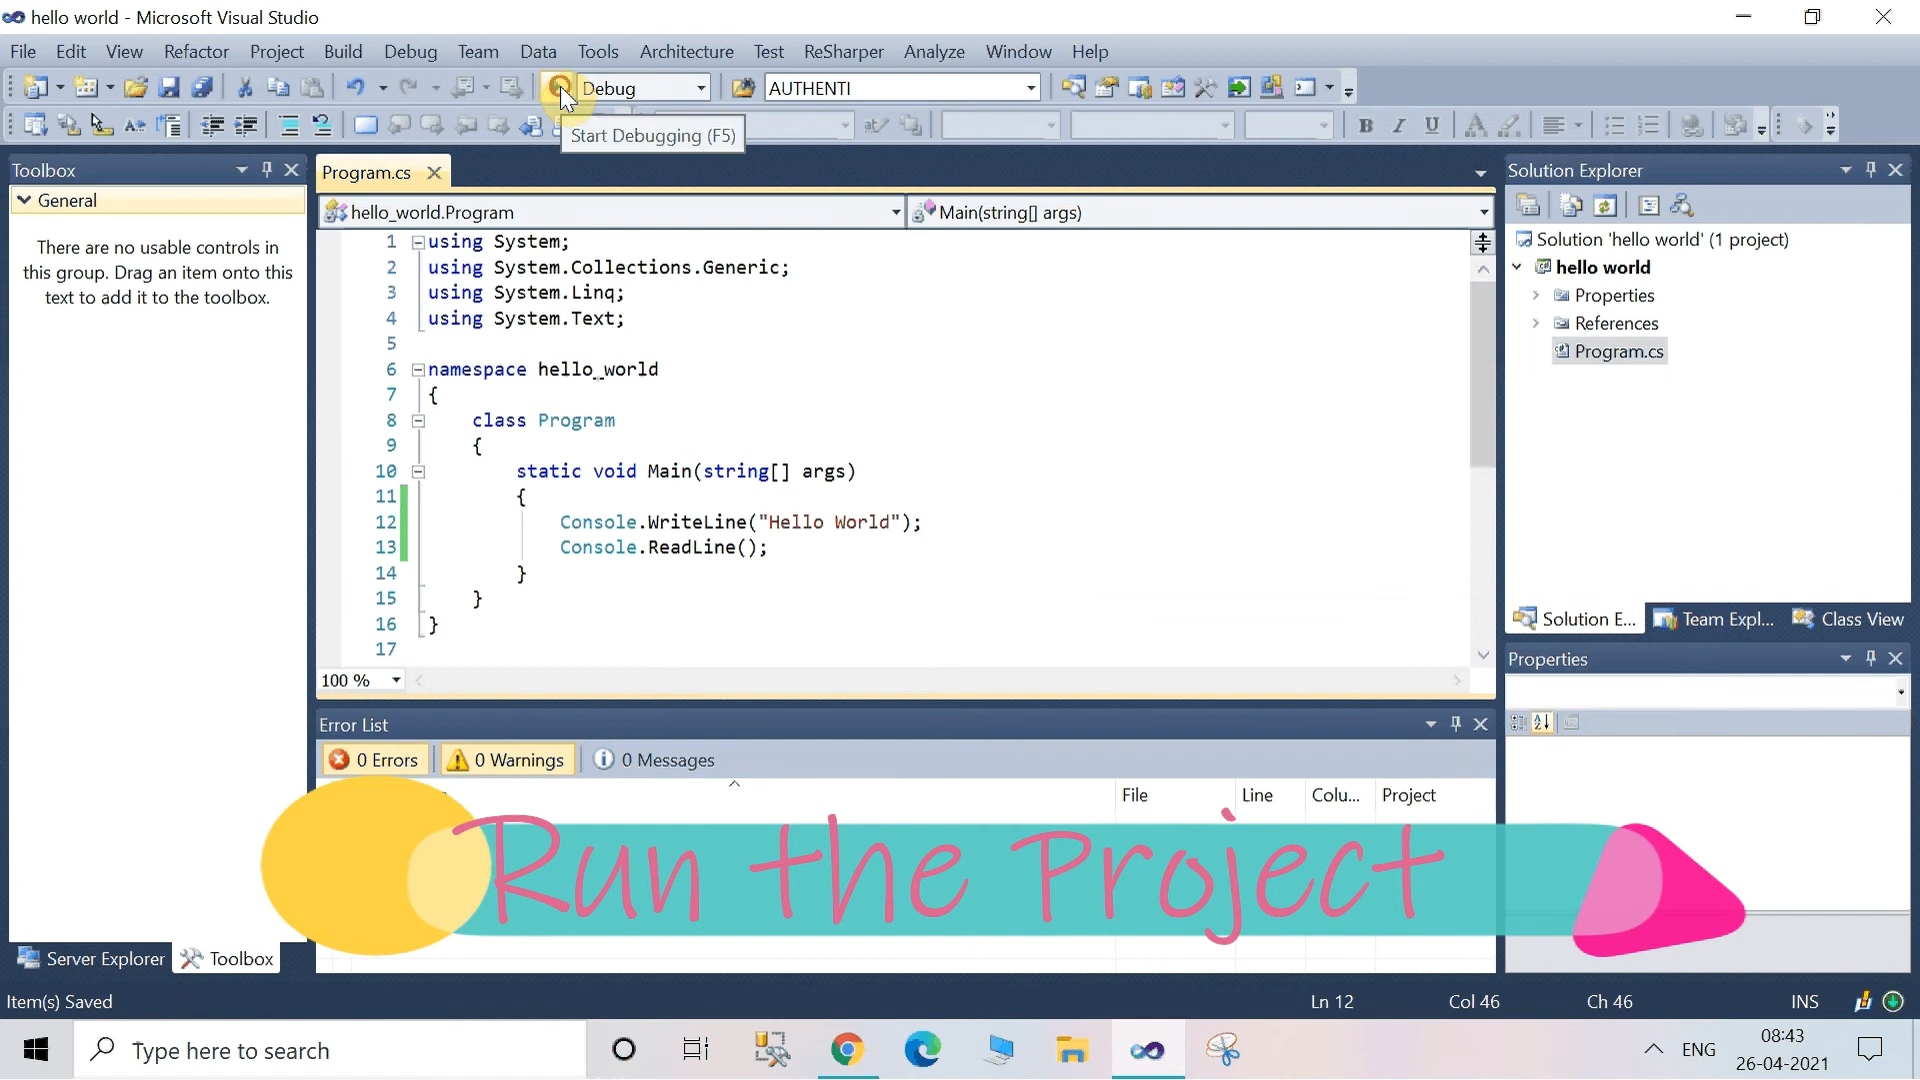 hello world - Microsoft Visual Studio
File Edit View Refactor Project Build Debug Team Data Tools Architecture Test ReSharper Analyze Window Help
Debug AUTHENTI
Start Debugging (F5)
Toolbox
General
There are no usable controls in
this group. Drag an item onto this
text to add it to the toolbox.
Server Explorer Toolbox
Program.cs
hello_world.Program Main(string[] args)
1 using System;
2 using System.Collections.Generic;
3 using System.Linq;
4 using System.Text;
5
6 namespace hello_world
7 {
8 class Program
9 {
10 static void Main(string[] args)
11 {
12 Console.WriteLine("Hello World");
13 Console.ReadLine();
14 }
15 }
16 }
17
100 %
Error List
0 Errors 0 Warnings 0 Messages
File Line Colu... Project
Run the Project
Solution Explorer
Solution 'hello world' (1 project)
hello world
Properties
References
Program.cs
Solution E... Team Expl... Class View
Properties
Item(s) Saved Ln 12 Col 46 Ch 46 INS
Type here to search
ENG 08:43
26-04-2021